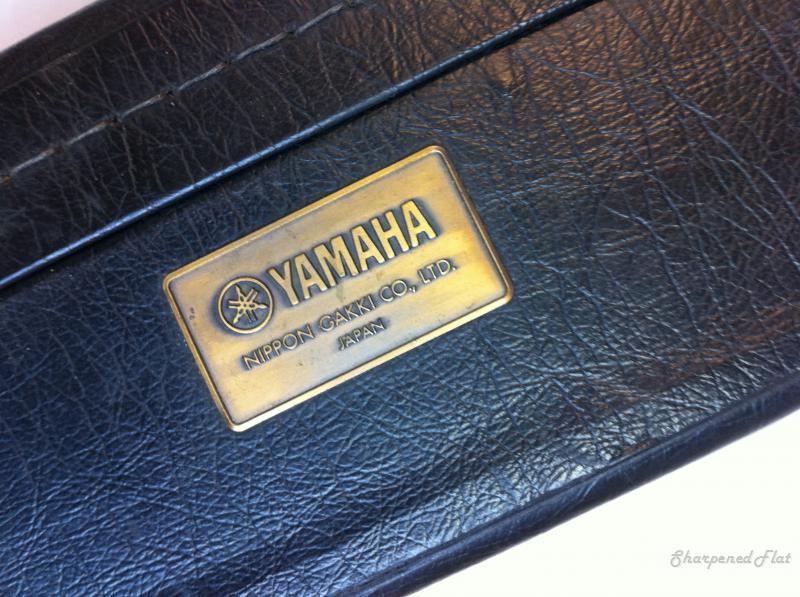 YAMAHA
NIPPON GAKKI CO., LTD.
JAPAN
Sharpened Flat